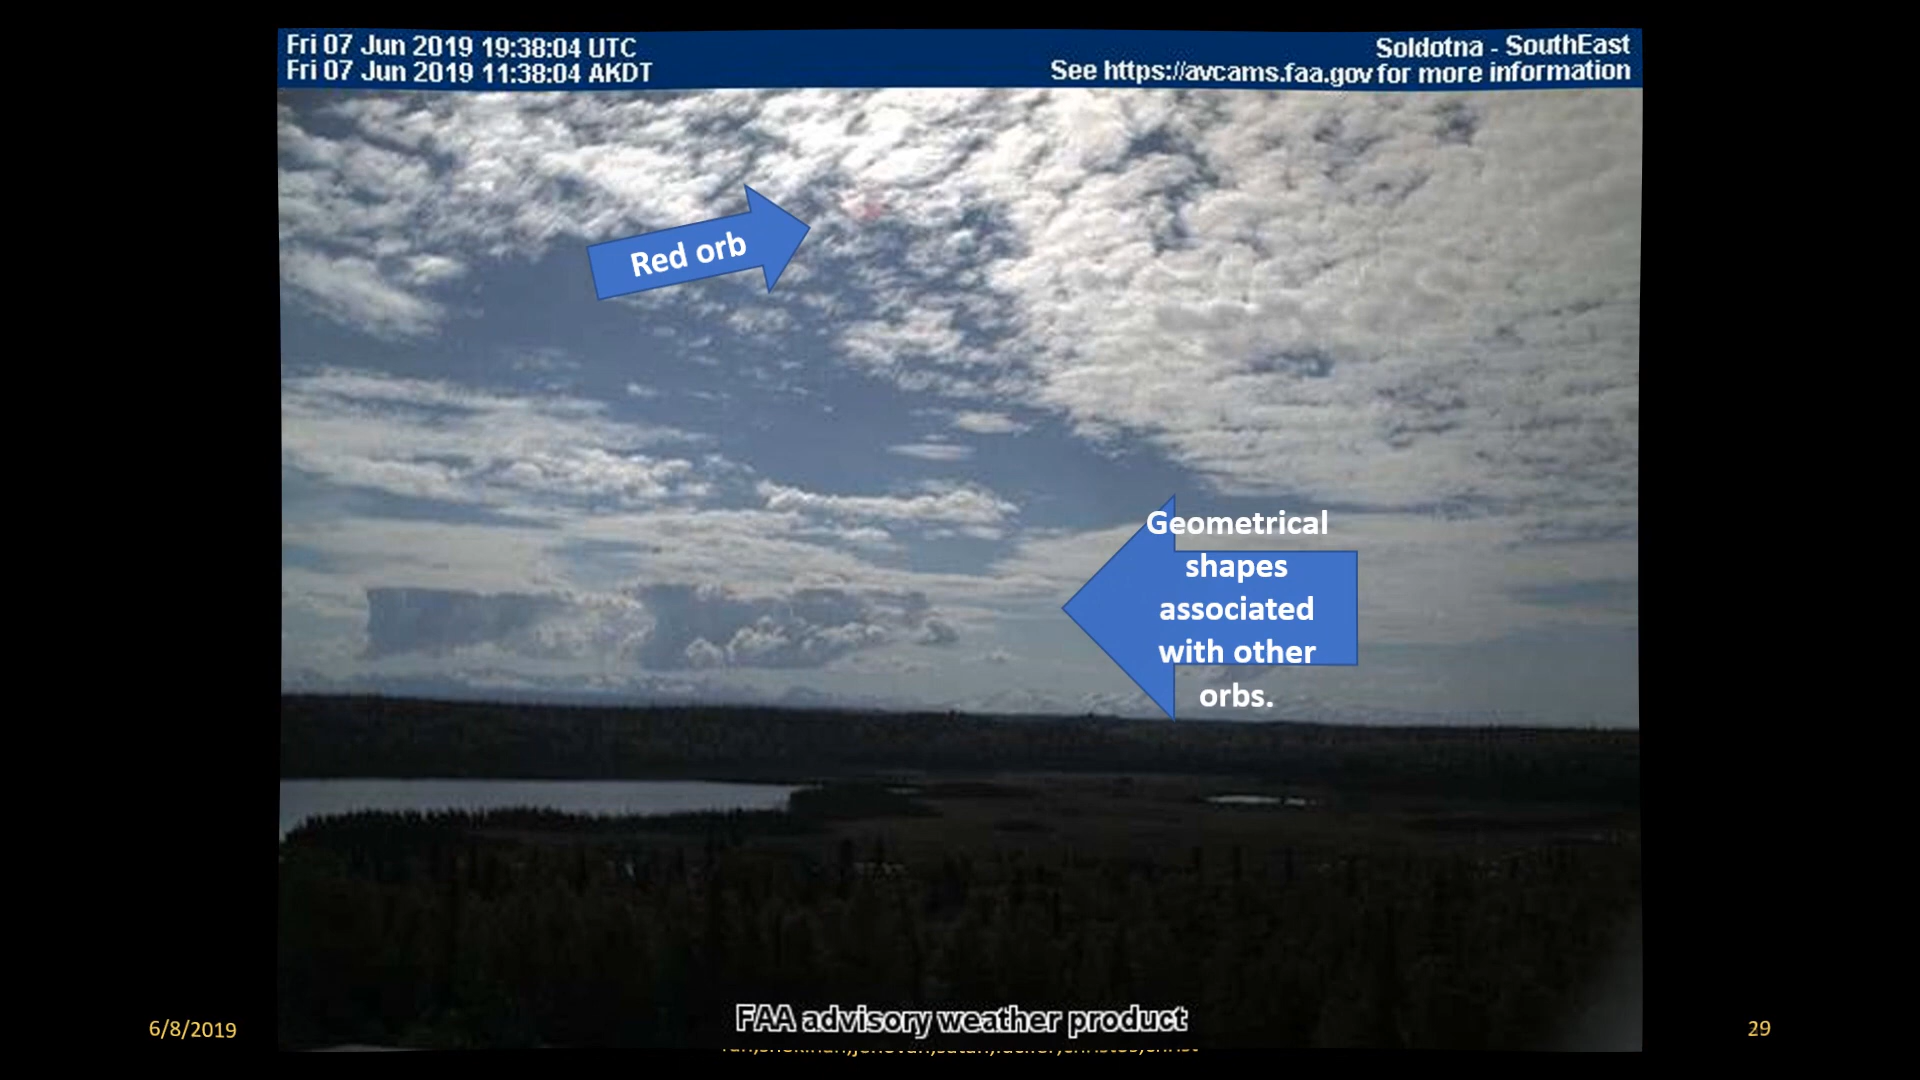 Fri 07 Jun 2019 19:38:04 UTC
Fri 07 Jun 2019 11:38:04 AKDT
Soldotna - SouthEast
See https://avcams.faa.gov for more information
Red orb
Geometrical
shapes
associated
with other
orbs.
FAA advisory weather product
6/8/2019
29